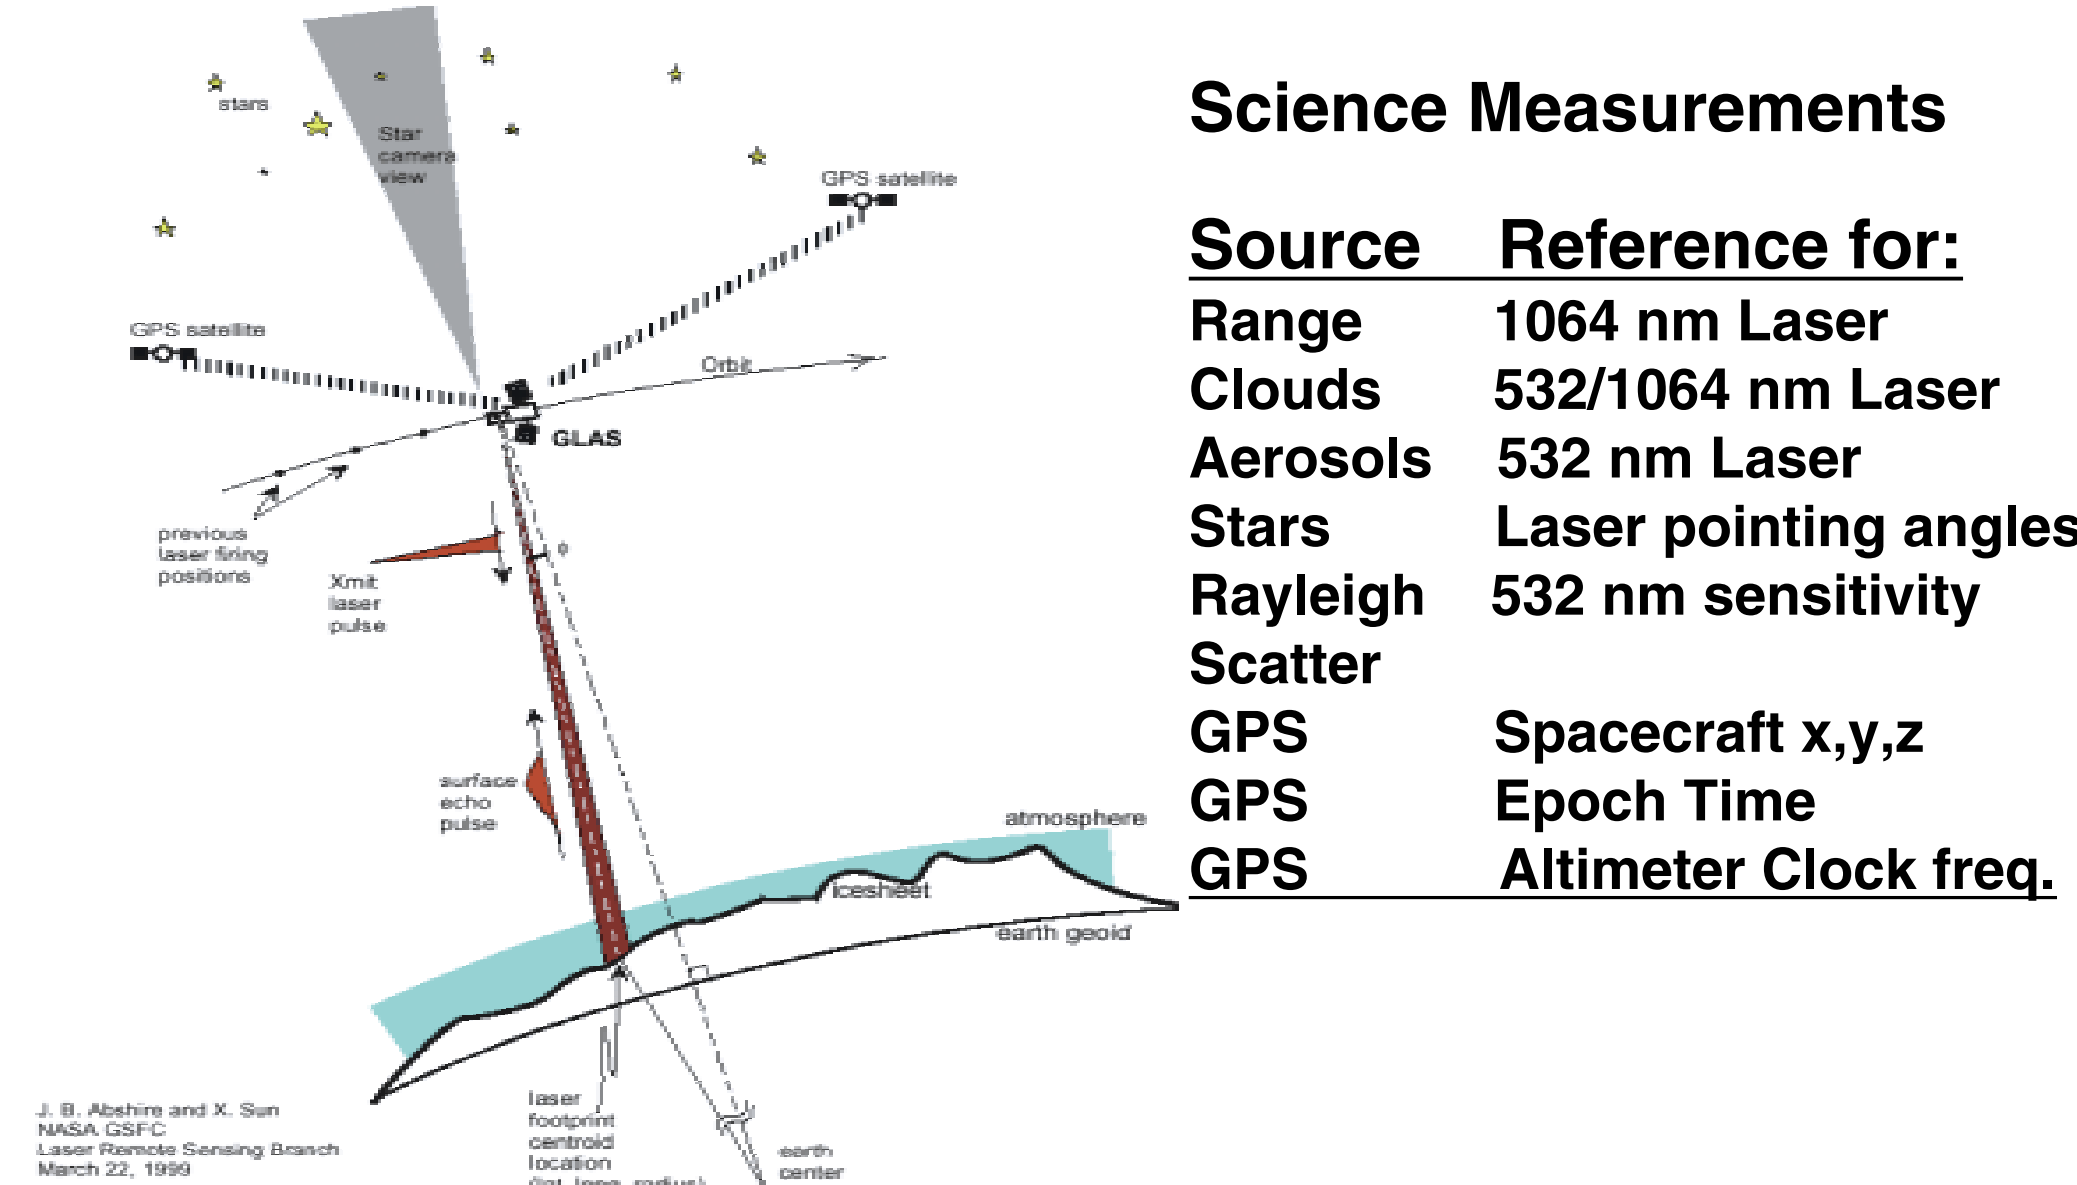 stars
Star
camera
view
GPS satellite
GPS satellite
Orbit
GLAS
previous
laser firing
positions
Xmit
laser
pulse
surface
echo
pulse
atmosphere
icesheet
earth geoid
laser
footprint
centroid
location
earth
center
J. B. Abshire and X. Sun
NASA GSFC
Laser Remote Sensing Branch
March 22, 1999
Science Measurements
Source Reference for:
Range 1064 nm Laser
Clouds 532/1064 nm Laser
Aerosols 532 nm Laser
Stars Laser pointing angles
Rayleigh 532 nm sensitivity
Scatter
GPS Spacecraft x,y,z
GPS Epoch Time
GPS Altimeter Clock freq.